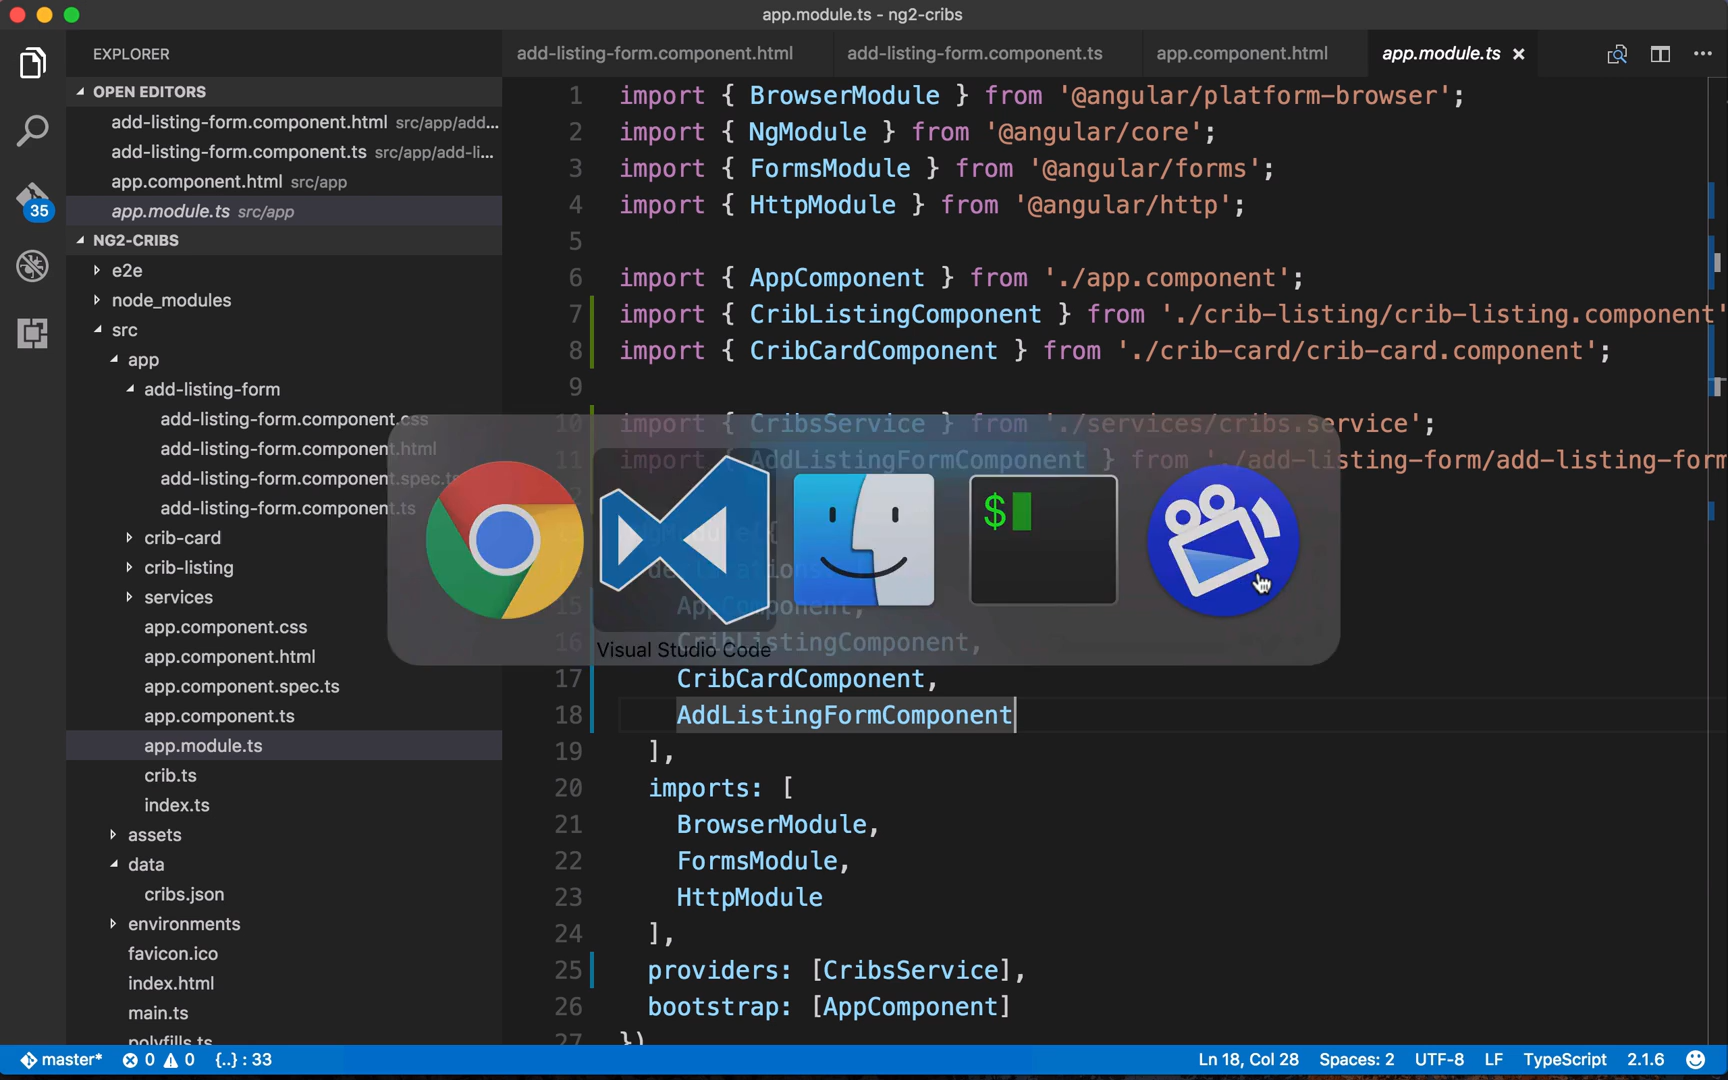 app.module.ts - ng2-cribs
EXPLORER
add-listing-form.component.html
add-listing-form.component.ts
app.component.html
app.module.ts
OPEN EDITORS
add-listing-form.component.html src/app/add...
add-listing-form.component.ts src/app/add-li...
app.component.html src/app
app.module.ts src/app
35
NG2-CRIBS
e2e
node_modules
src
app
add-listing-form
add-listing-form.component.css
add-listing-form.component.html
add-listing-form.component.spec.ts
add-listing-form.component.ts
crib-card
crib-listing
services
app.component.css
app.component.html
app.component.spec.ts
app.component.ts
app.module.ts
crib.ts
index.ts
assets
data
cribs.json
environments
favicon.ico
index.html
main.ts
polyfills.ts
1 import { BrowserModule } from '@angular/platform-browser';
2 import { NgModule } from '@angular/core';
3 import { FormsModule } from '@angular/forms';
4 import { HttpModule } from '@angular/http';
5
6 import { AppComponent } from './app.component';
7 import { CribListingComponent } from './crib-listing/crib-listing.component'
8 import { CribCardComponent } from './crib-card/crib-card.component';
9
10 import { CribsService } from './services/cribs.service';
11 import { AddListingFormComponent } from './add-listing-form/add-listing-form
declarations
15 AppComponent,
16 CribListingComponent,
17 CribCardComponent,
18 AddListingFormComponent
19 ],
20 imports: [
21 BrowserModule,
22 FormsModule,
23 HttpModule
24 ],
25 providers: [CribsService],
26 bootstrap: [AppComponent]
27 })
$
Visual Studio Code
master* 0 0 {..} : 33
Ln 18, Col 28 Spaces: 2 UTF-8 LF TypeScript 2.1.6